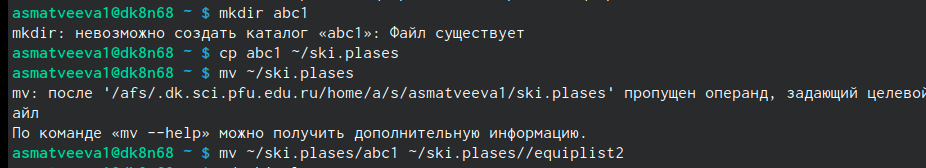 asmatveeva1@dk8n68 ~ $ mkdir abc1
mkdir: невозможно создать каталог «abc1»: Файл существует
asmatveeva1@dk8n68 ~ $ cp abc1 ~/ski.plases
asmatveeva1@dk8n68 ~ $ mv ~/ski.plases
mv: после '/afs/.dk.sci.pfu.edu.ru/home/a/s/asmatveeva1/ski.plases' пропущен операнд, задающий целевой
айл
По команде «mv --help» можно получить дополнительную информацию.
asmatveeva1@dk8n68 ~ $ mv ~/ski.plases/abc1 ~/ski.plases//equiplist2